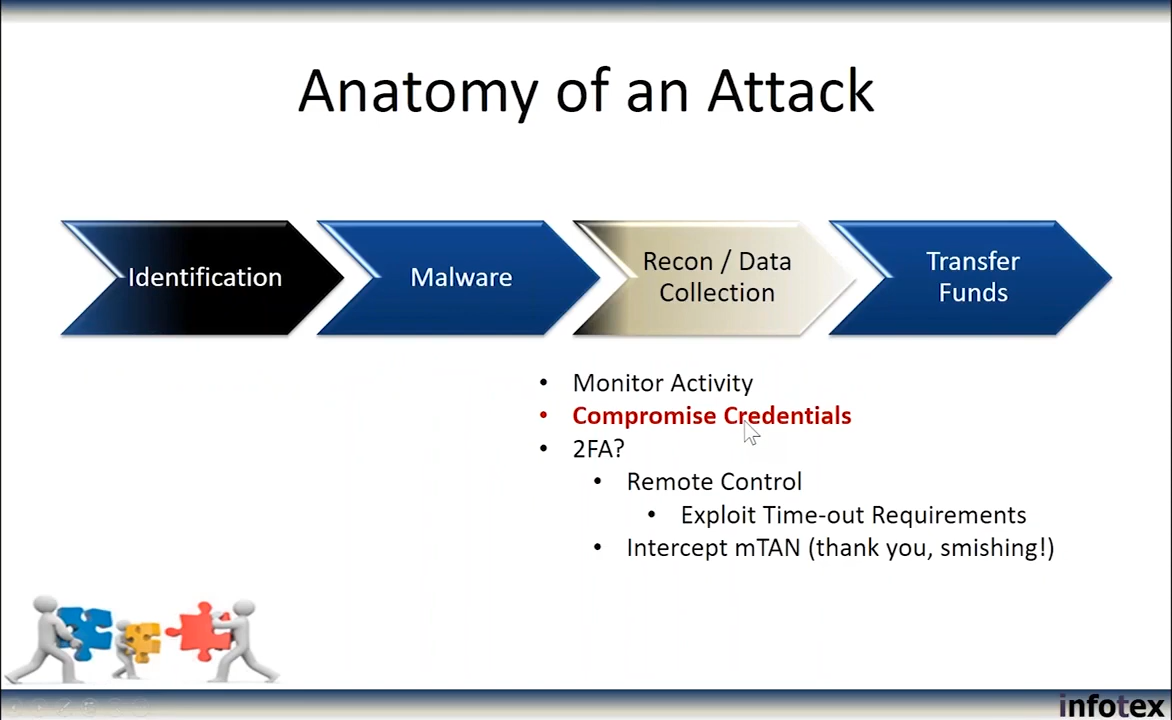 Anatomy of an Attack
Identification
Malware
Recon / Data
Collection
Transfer
Funds
• Monitor Activity
• Compromise Credentials
• 2FA?
• Remote Control
• Exploit Time-out Requirements
• Intercept mTAN (thank you, smishing!)
infotex